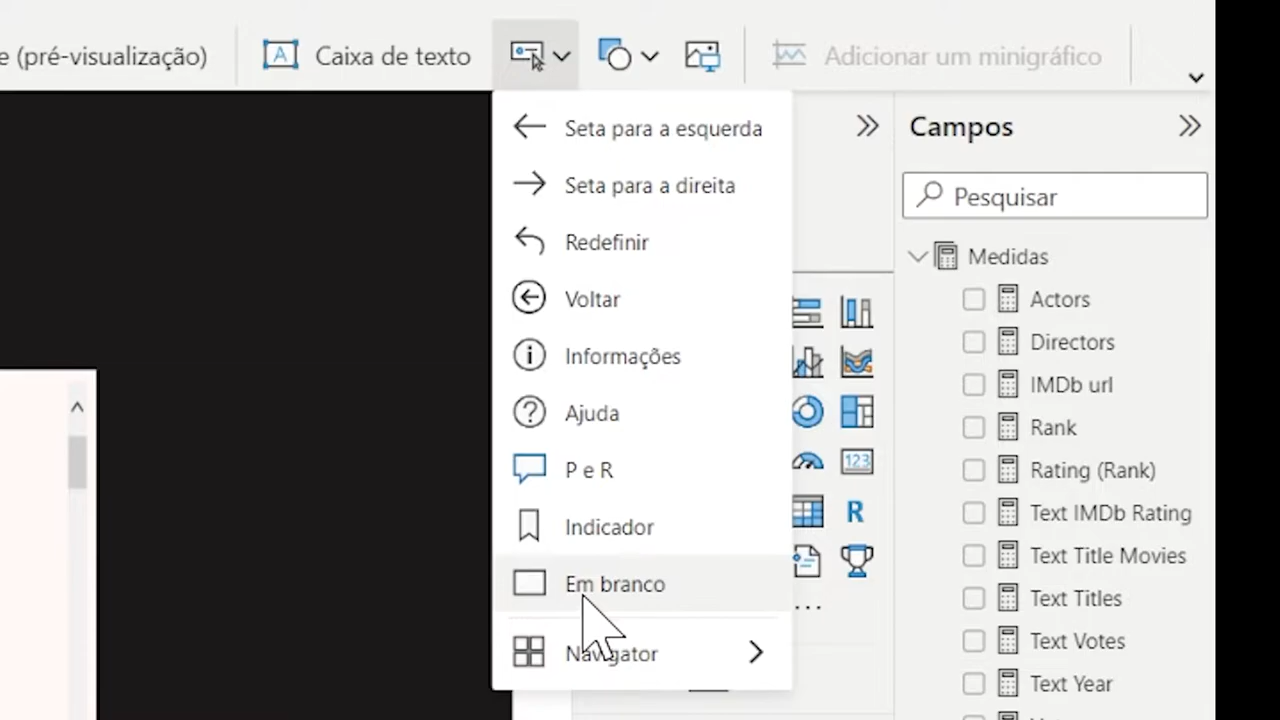 e (pré-visualização)
Caixa de texto
Adicionar um minigráfico
Seta para a esquerda
Seta para a direita
Redefinir
Voltar
Informações
Ajuda
P e R
Indicador
Em branco
Navigator
123
R
Campos
Pesquisar
Medidas
Actors
Directors
IMDb url
Rank
Rating (Rank)
Text IMDb Rating
Text Title Movies
Text Titles
Text Votes
Text Year